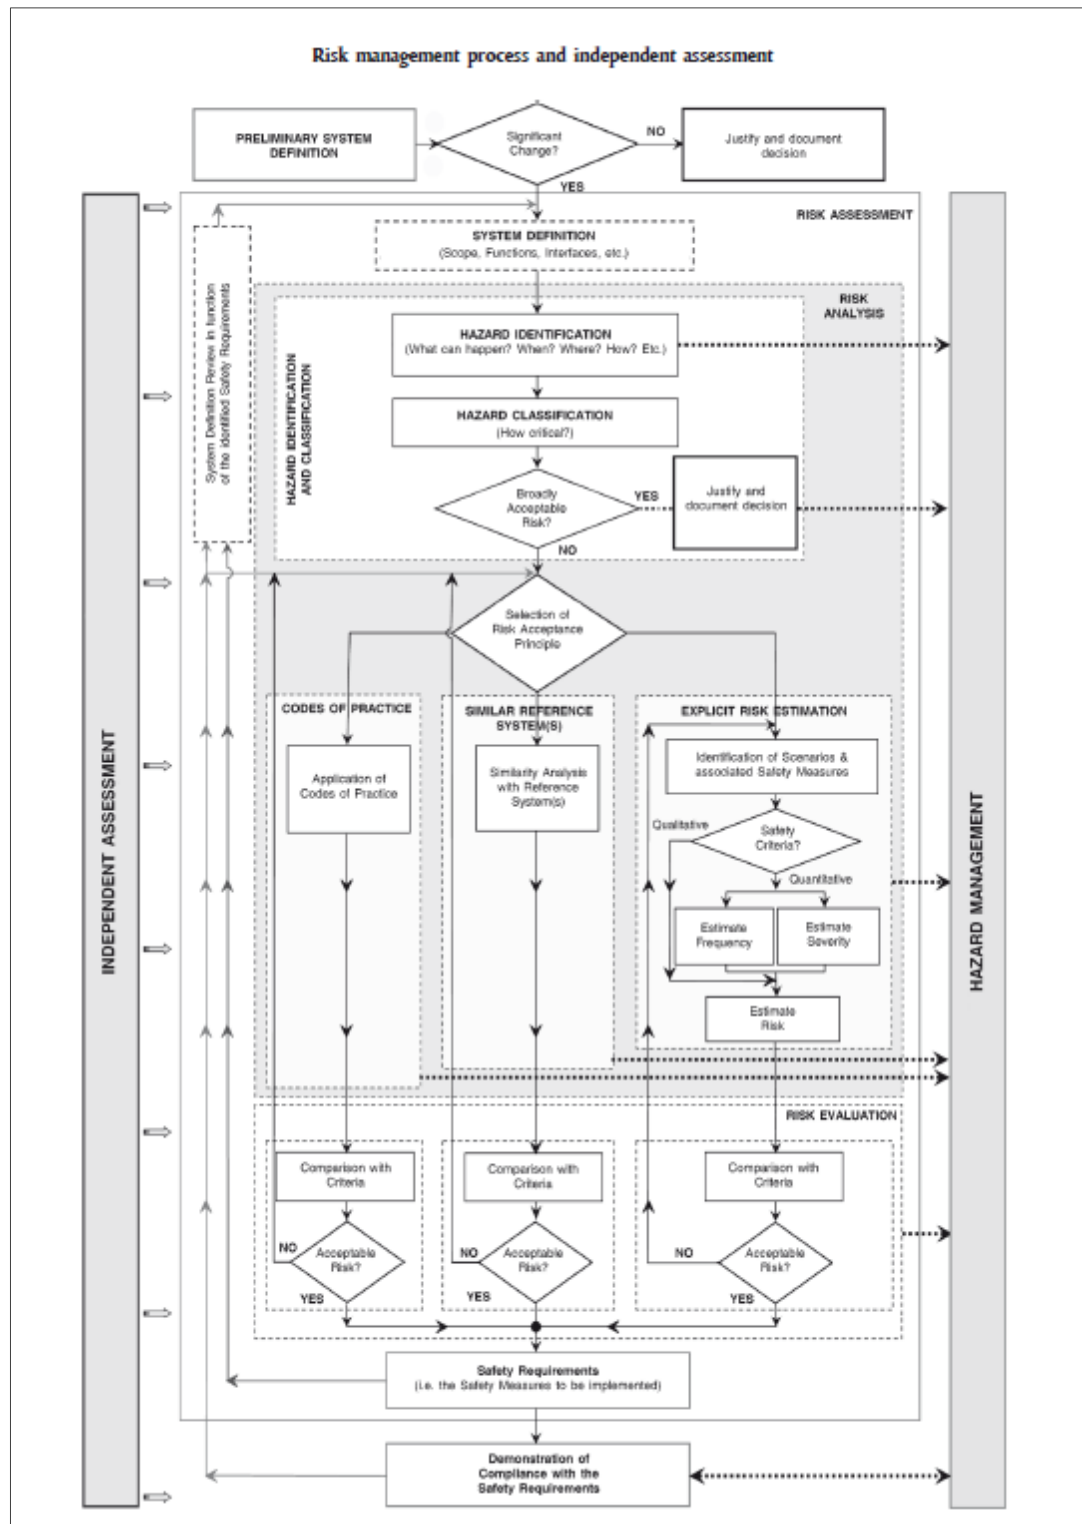 Risk management process and independent assessment
PRELIMINARY SYSTEM
DEFINITION
Significant
Change?
NO
Justify and document
decision
YES
RISK ASSESSMENT
SYSTEM DEFINITION
(Scope, Functions, Interfaces, etc.)
System Definition Review in function
of the identified Safety Requirements
RISK
ANALYSIS
HAZARD IDENTIFICATION
AND CLASSIFICATION
HAZARD IDENTIFICATION
(What can happen? When? Where? How? Etc.)
HAZARD CLASSIFICATION
(How critical?)
Broadly
Acceptable
Risk?
YES
Justify and
document decision
NO
Selection of
Risk Acceptance
Principle
INDEPENDENT ASSESSMENT
HAZARD MANAGEMENT
CODES OF PRACTICE
Application of
Codes of Practice
SIMILAR REFERENCE
SYSTEM(S)
Similarity Analysis
with Reference
System(s)
EXPLICIT RISK ESTIMATION
Identification of Scenarios &
associated Safety Measures
Qualitative
Safety
Criteria?
Quantitative
Estimate
Frequency
Estimate
Severity
Estimate
Risk
RISK EVALUATION
Comparison with
Criteria
NO
Acceptable
Risk?
YES
Comparison with
Criteria
NO
Acceptable
Risk?
YES
Comparison with
Criteria
NO
Acceptable
Risk?
YES
Safety Requirements
(i.e. the Safety Measures to be implemented)
Demonstration of
Compliance with the
Safety Requirements